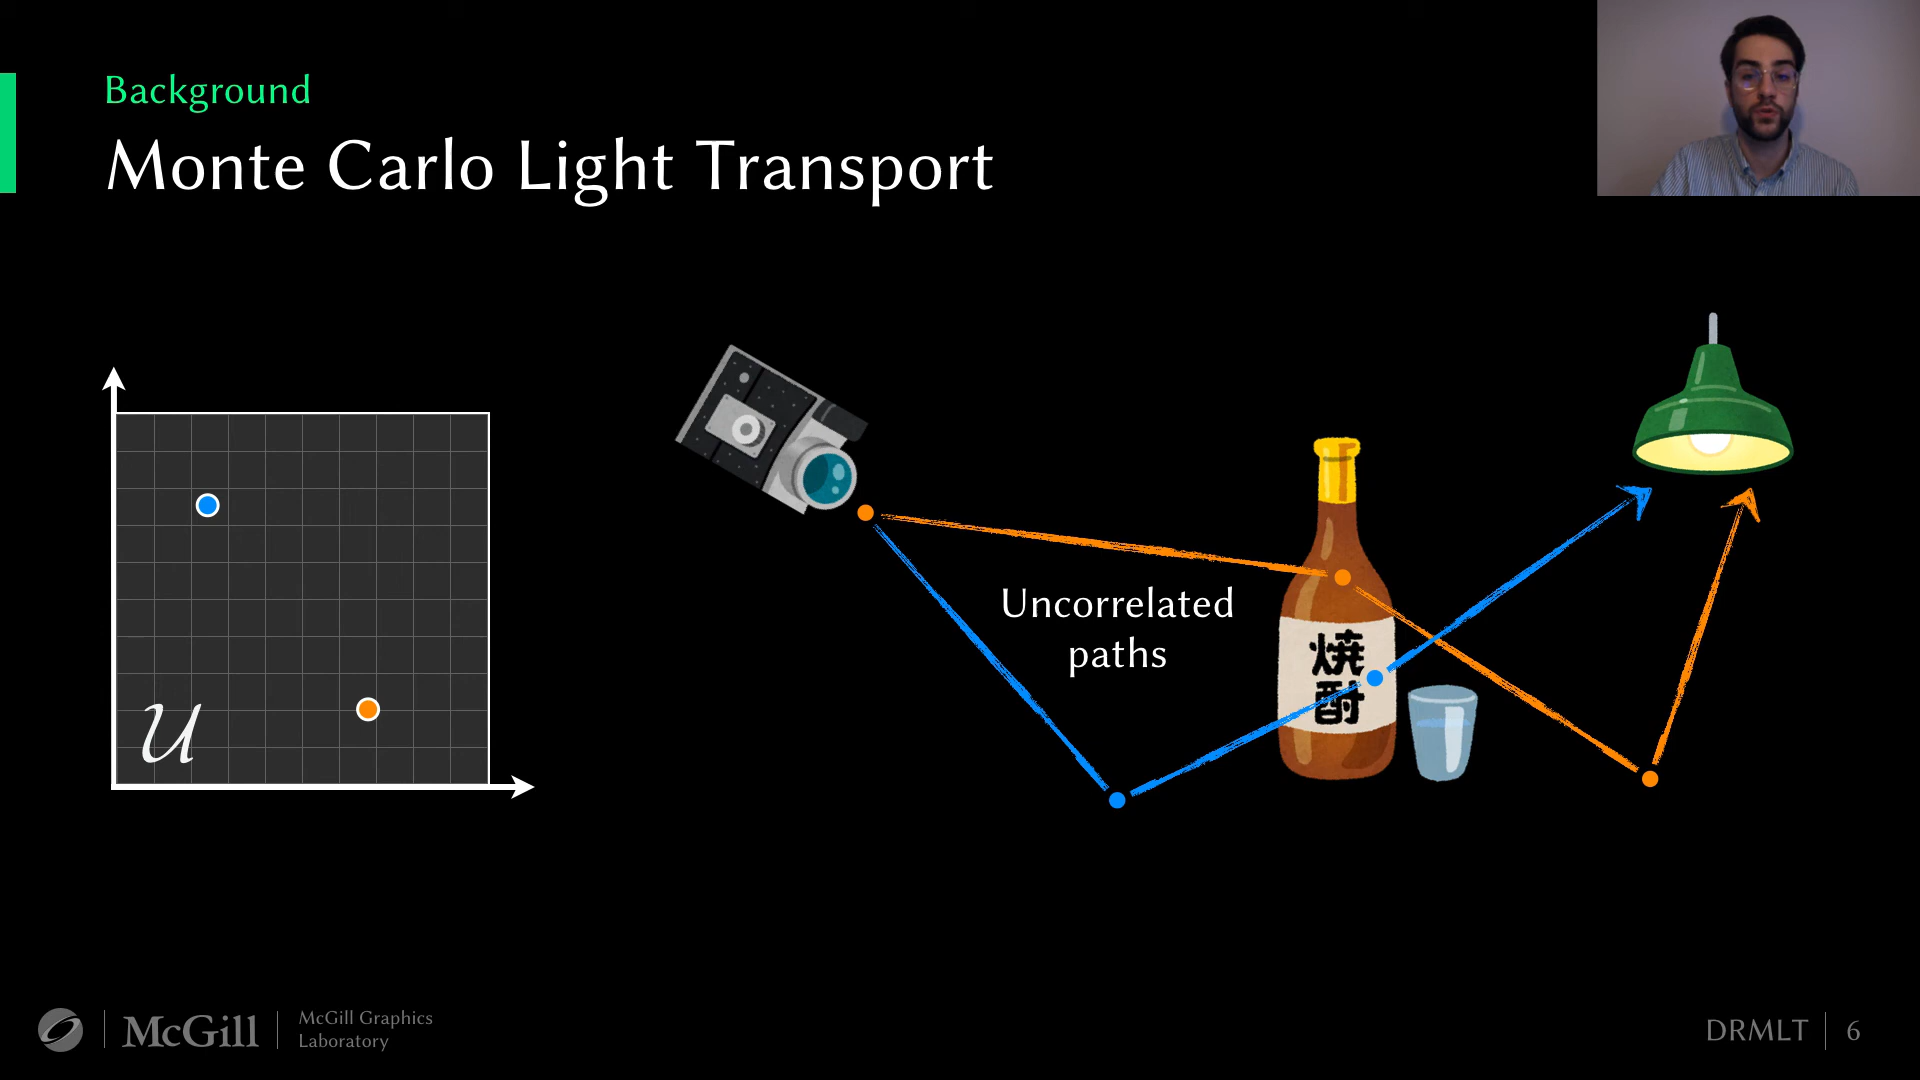 Background
Monte Carlo Light Transport
Uncorrelated
paths
焼
酎
U
McGill
McGill Graphics
Laboratory
DRMLT
6